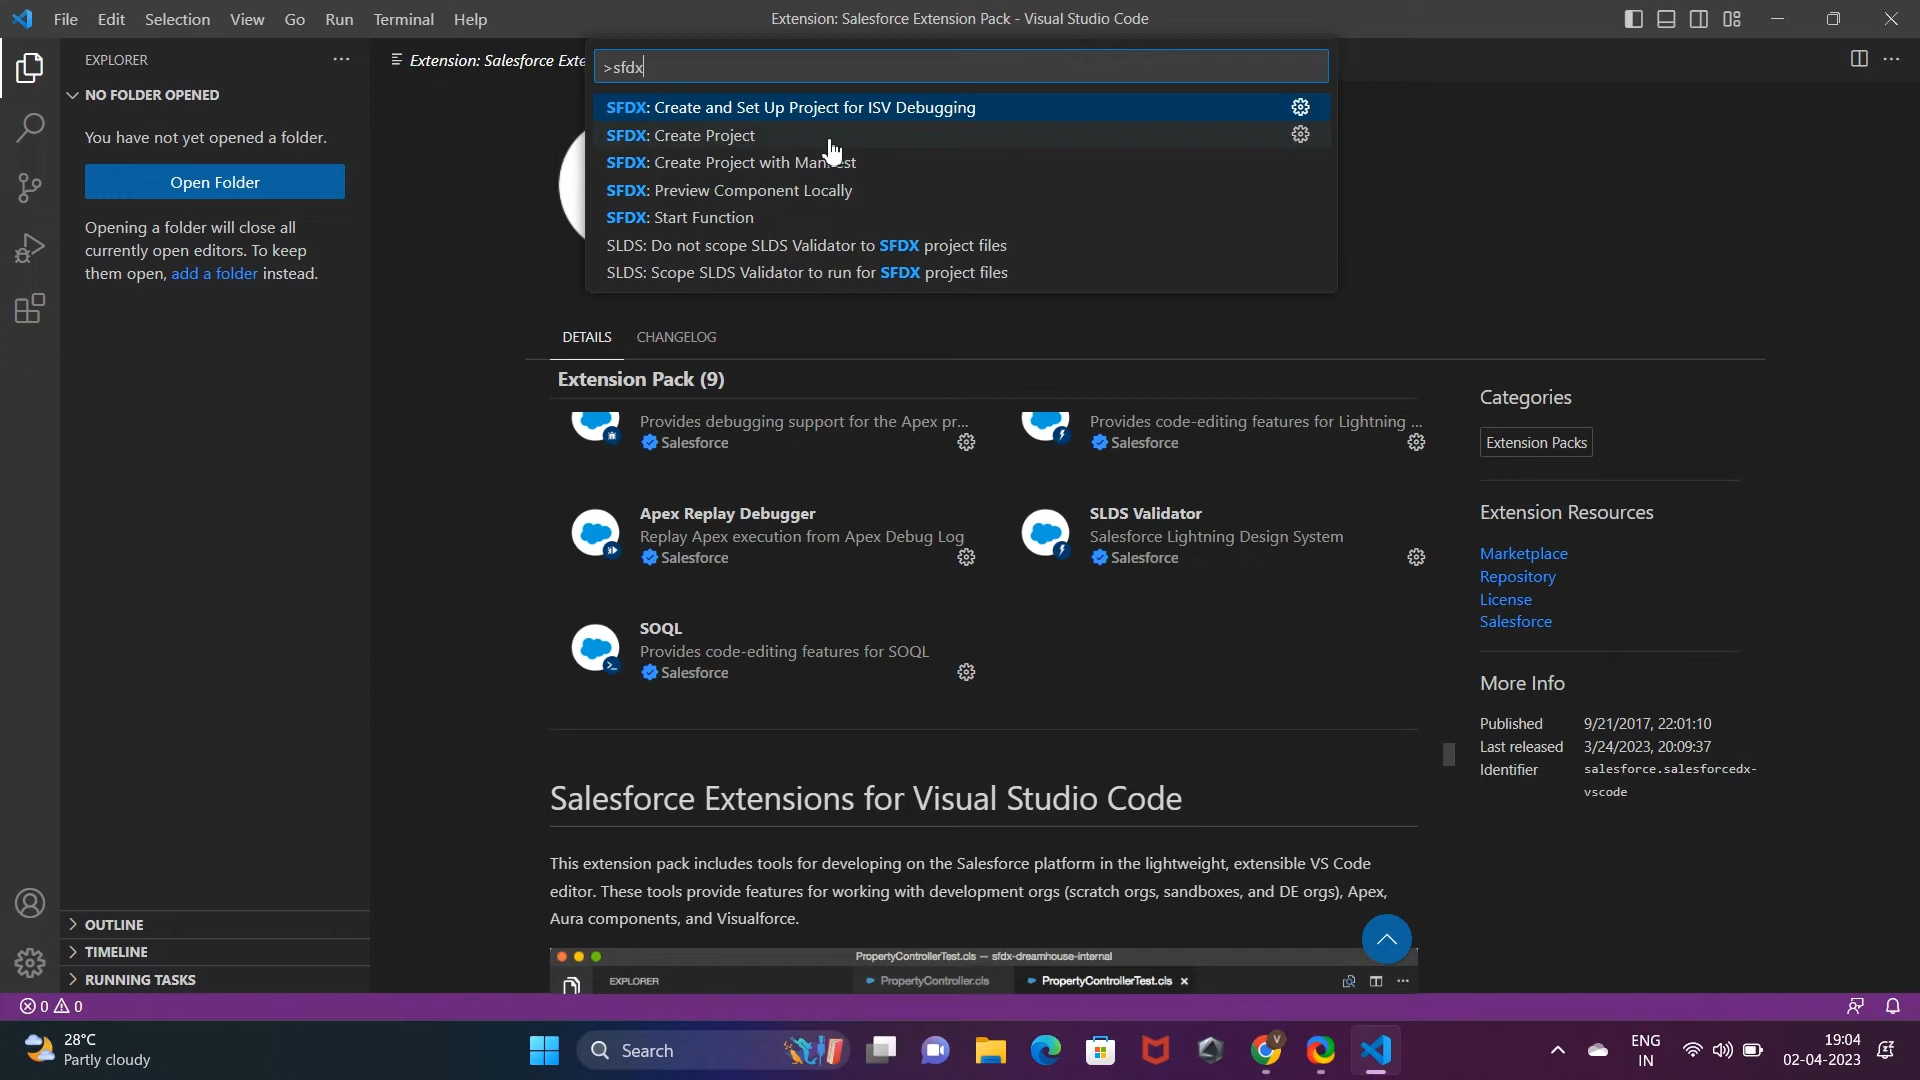 File Edit Selection View Go Run Terminal Help
Extension: Salesforce Extension Pack - Visual Studio Code
EXPLORER
NO FOLDER OPENED
You have not yet opened a folder.
Open Folder
Opening a folder will close all
currently open editors. To keep
them open, add a folder instead.
Extension: Salesforce Exte
>sfdx
SFDX: Create and Set Up Project for ISV Debugging
SFDX: Create Project
SFDX: Create Project with
SFDX: Preview Component Locally
SFDX: Start Function
SLDS: Do not scope SLDS Validator to SFDX project files
SLDS: Scope SLDS Validator to run for SFDX project files
DETAILS CHANGELOG
Extension Pack (9)
Provides debugging support for the Apex pr...
Salesforce
Provides code-editing features for Lightning ...
Salesforce
Apex Replay Debugger
Replay Apex execution from Apex Debug Log
Salesforce
SLDS Validator
Salesforce Lightning Design System
Salesforce
SOQL
Provides code-editing features for SOQL
Salesforce
Categories
Extension Packs
Extension Resources
Marketplace
Repository
License
Salesforce
More Info
Published 9/21/2017, 22:01:10
Last released 3/24/2023, 20:09:37
Identifier salesforce.salesforcedx-
vscode
Salesforce Extensions for Visual Studio Code
This extension pack includes tools for developing on the Salesforce platform in the lightweight, extensible VS Code
editor. These tools provide features for working with development orgs (scratch orgs, sandboxes, and DE orgs), Apex,
Aura components, and Visualforce.
PropertyControllerTest.cls — sfdx-dreamhouse-internal
EXPLORER PropertyController.cls PropertyControllerTest.cls
OUTLINE
TIMELINE
RUNNING TASKS
0 0
28°C
Partly cloudy
Search
V
ENG
IN
19:04
02-04-2023